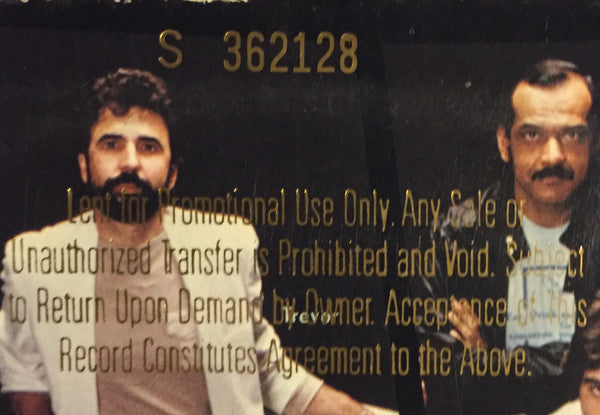 S 362128
Lent for Promotional Use Only. Any Sale or
Unauthorized Transfer is Prohibited and Void. Subject
to Return Upon Demand by Owner. Acceptance of This
Trevor
Record Constitutes Agreement to the Above.